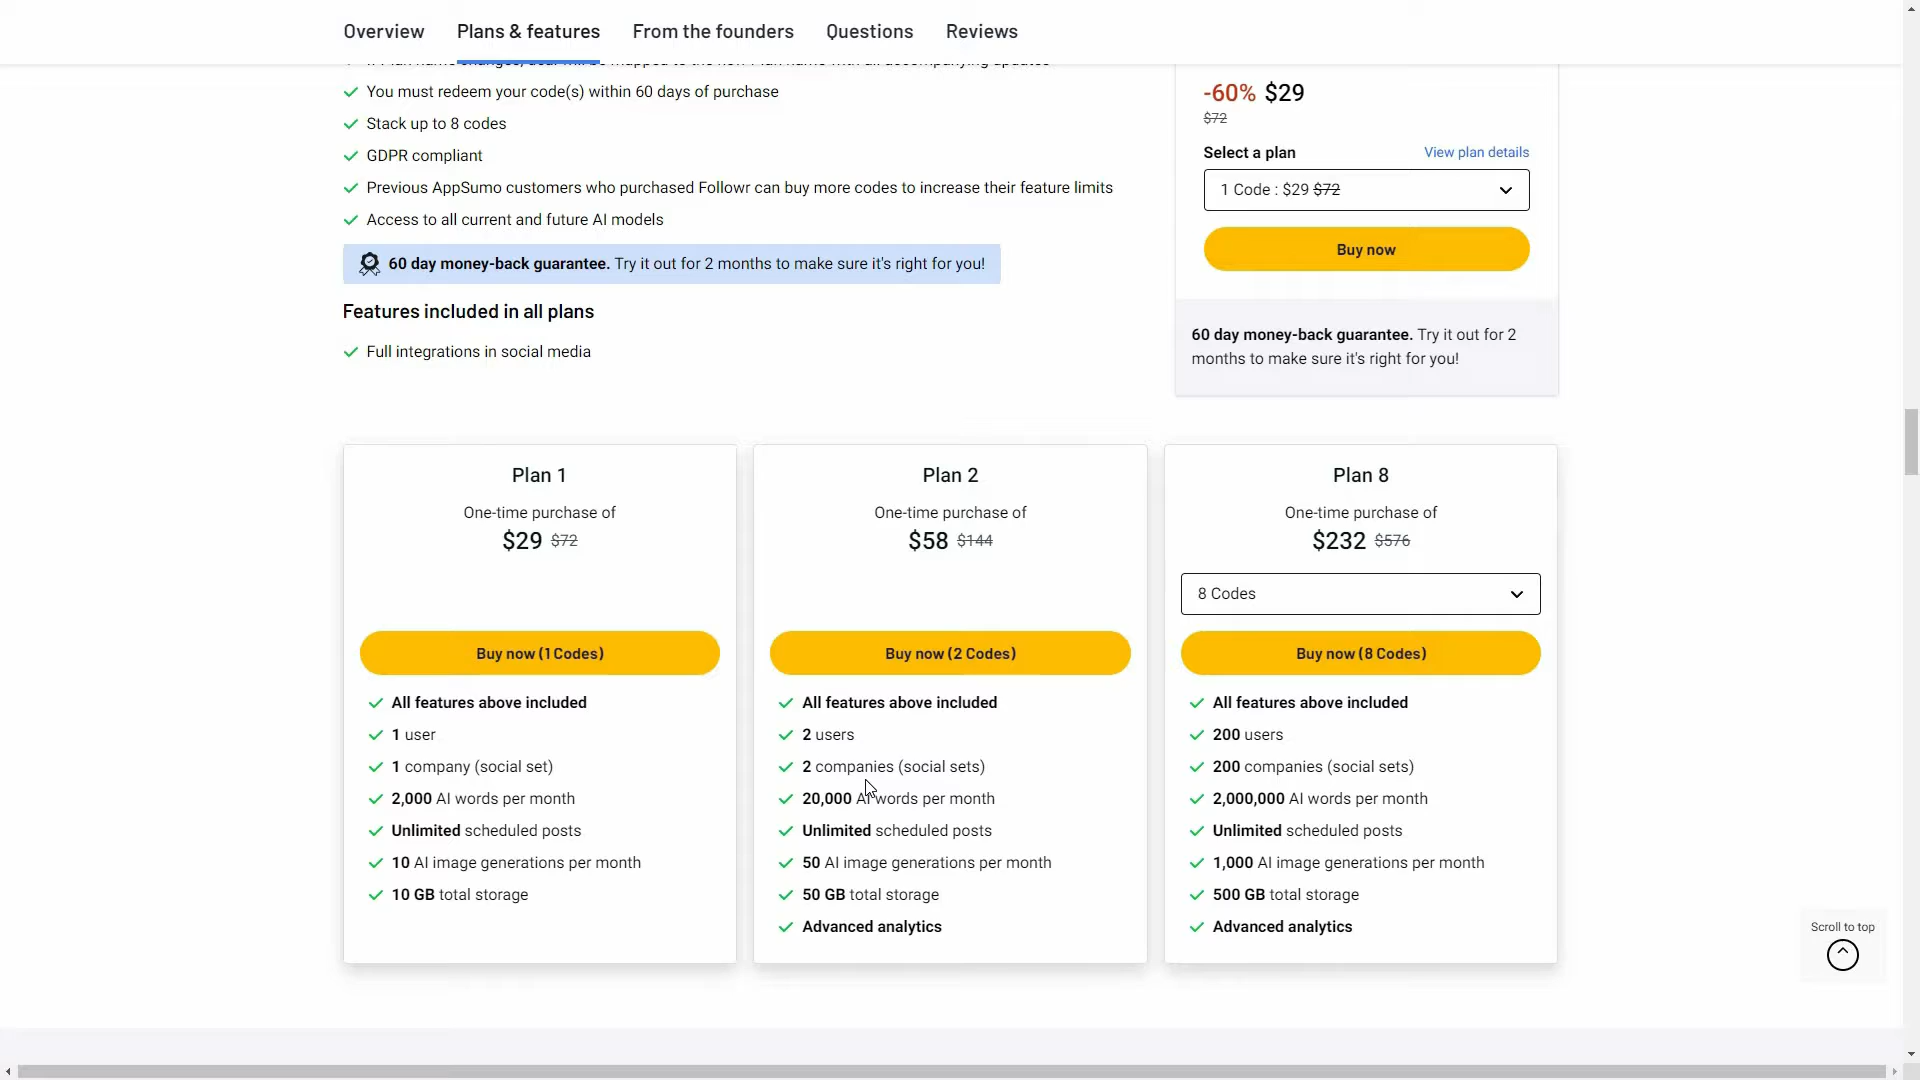 Overview Plans & features From the founders Questions Reviews
You must redeem your code(s) within 60 days of purchase
Stack up to 8 codes
GDPR compliant
Previous AppSumo customers who purchased Followr can buy more codes to increase their feature limits
Access to all current and future AI models
60 day money-back guarantee. Try it out for 2 months to make sure it's right for you!
Features included in all plans
Full integrations in social media
-60% $29
$72
Select a plan View plan details
1 Code : $29 $72
Buy now
60 day money-back guarantee. Try it out for 2
months to make sure it's right for you!
Plan 1
One-time purchase of
$29 $72
Buy now (1 Codes)
All features above included
1 user
1 company (social set)
2,000 AI words per month
Unlimited scheduled posts
10 AI image generations per month
10 GB total storage
Plan 2
One-time purchase of
$58 $144
Buy now (2 Codes)
All features above included
2 users
2 companies (social sets)
20,000 AI words per month
Unlimited scheduled posts
50 AI image generations per month
50 GB total storage
Advanced analytics
Plan 8
One-time purchase of
$232 $576
8 Codes
Buy now (8 Codes)
All features above included
200 users
200 companies (social sets)
2,000,000 AI words per month
Unlimited scheduled posts
1,000 AI image generations per month
500 GB total storage
Advanced analytics
Scroll to top